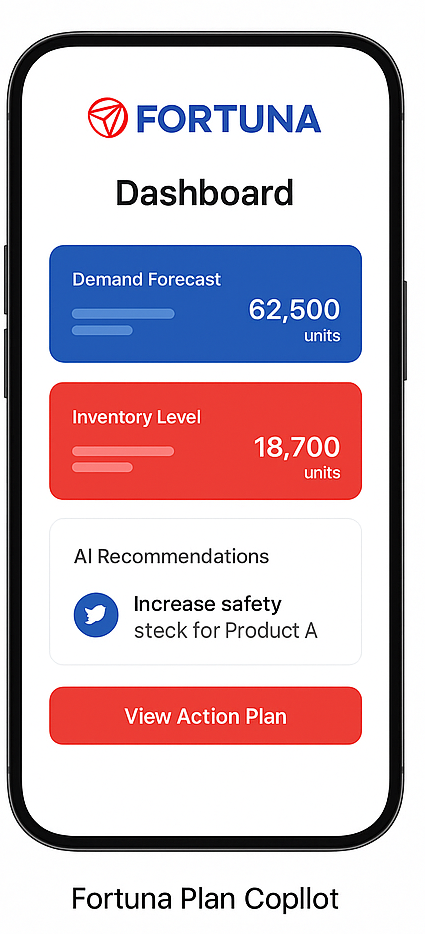 FORTUNA
Dashboard
Demand Forecast
62,500
units
Inventory Level
18,700
units
AI Recommendations
Increase safety
steck for Product A
View Action Plan
Fortuna Plan Copllot